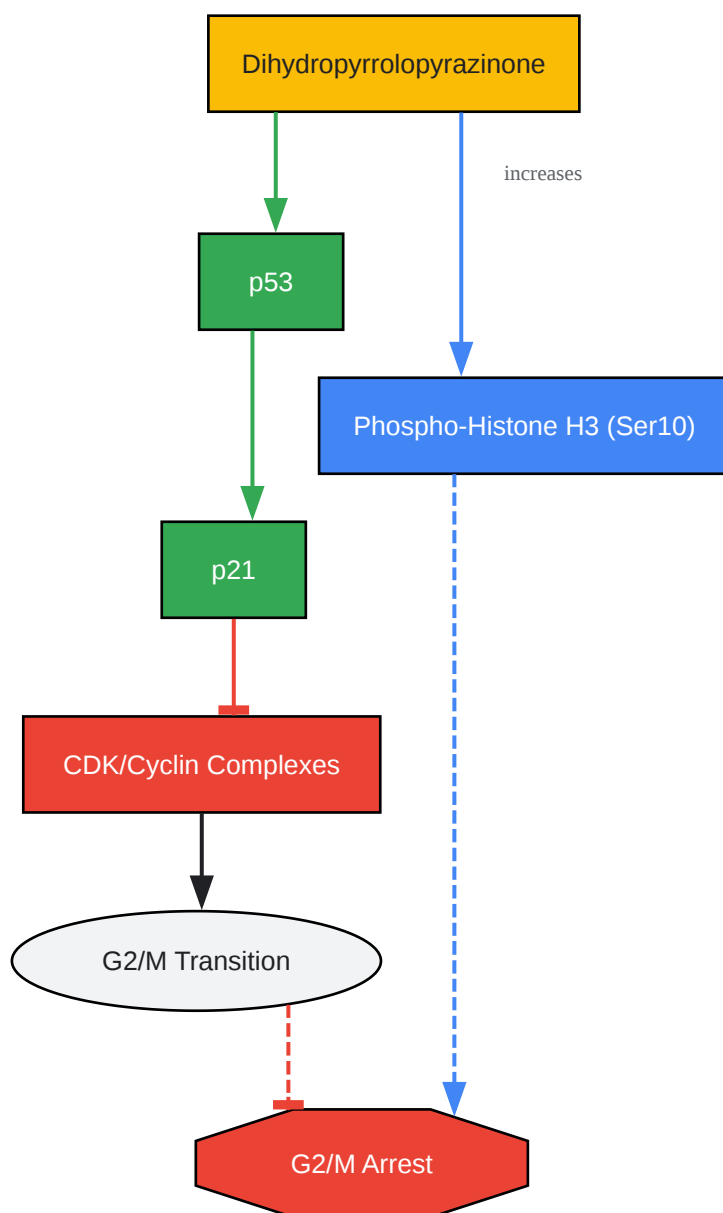 Dihydropyrrolopyrazinone
increases
p53
Phospho-Histone H3 (Ser10)
p21
CDK/Cyclin Complexes
G2/M Transition
G2/M Arrest